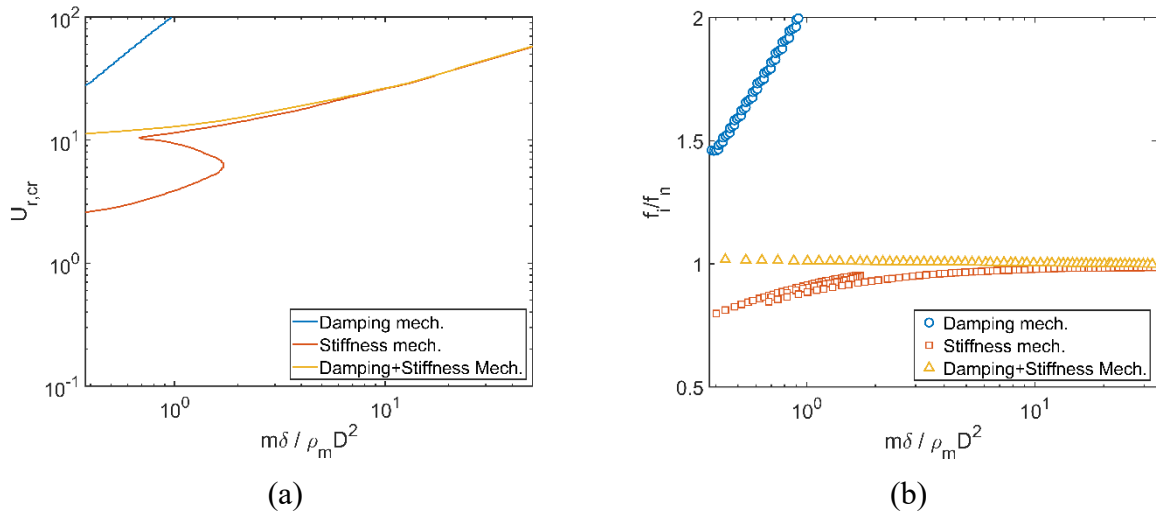 10^2
10^1
10^0
10^-1
U_r,cr
Damping mech.
Stiffness mech.
Damping+Stiffness Mech.
10^0
10^1
mδ / ρ_m D^2
(a)
2
1.5
1
0.5
f_i/f_n
Damping mech.
Stiffness mech.
Damping+Stiffness Mech.
10^0
10^1
mδ / ρ_m D^2
(b)